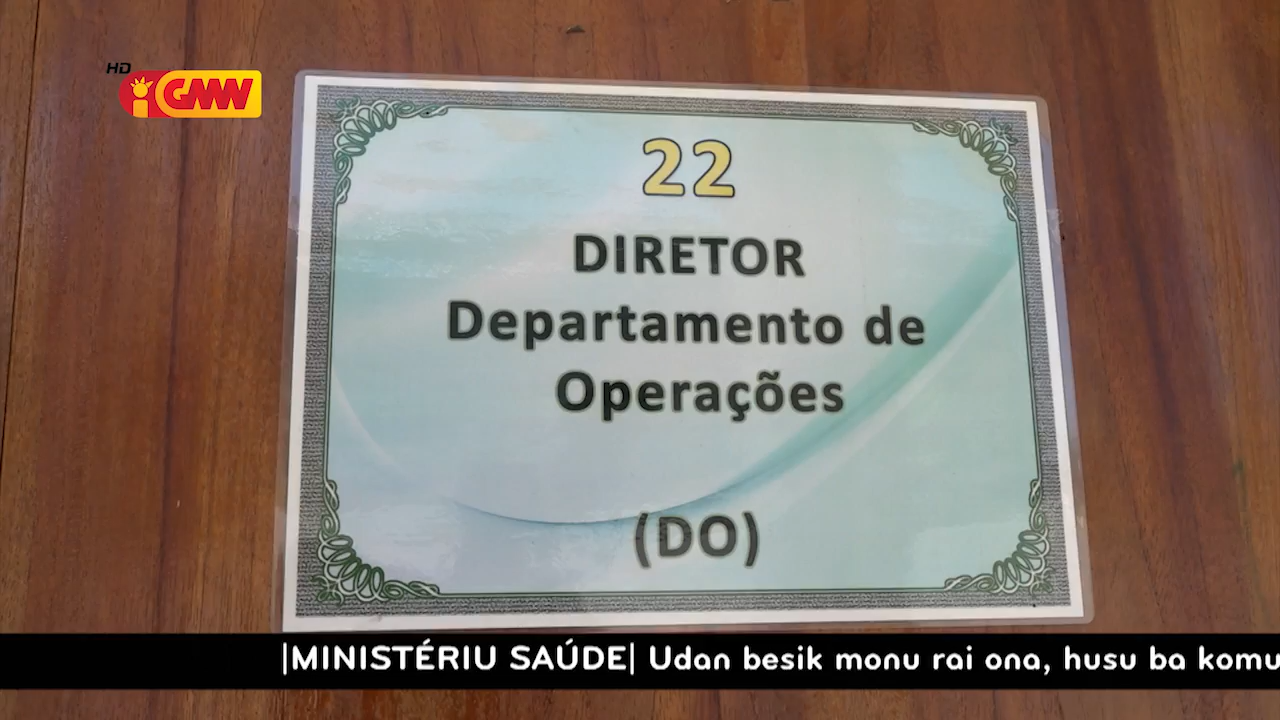 HD
GMN
22
DIRETOR
Departamento de
Operações
(DO)
|MINISTÉRIU SAÚDE| Udan besik monu rai ona, husu ba komu